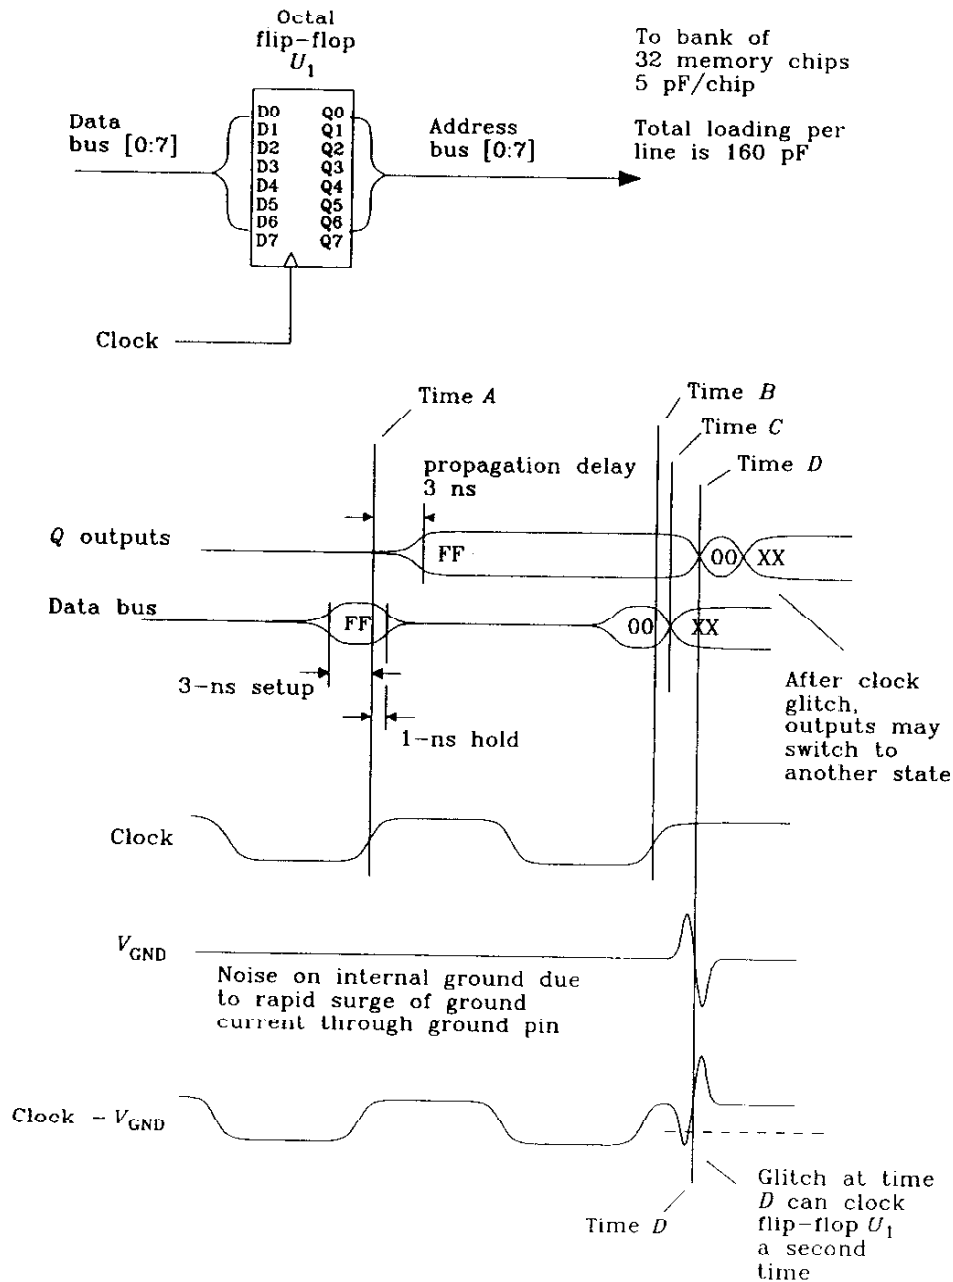 Octal
flip-flop
U1
To bank of
32 memory chips
5 pF/chip
Total loading per
line is 160 pF
Data
bus [0:7]
D0 Q0
D1 Q1
D2 Q2
D3 Q3
D4 Q4
D5 Q5
D6 Q6
D7 Q7
Address
bus [0:7]
Clock
Time A
Time B
Time C
Time D
propagation delay
3 ns
Q outputs
FF
00
XX
Data bus
FF
00
XX
3-ns setup
1-ns hold
After clock
glitch,
outputs may
switch to
another state
Clock
VGND
Noise on internal ground due
to rapid surge of ground
current through ground pin
Clock - VGND
Time D
Glitch at time
D can clock
flip-flop U1
a second
time